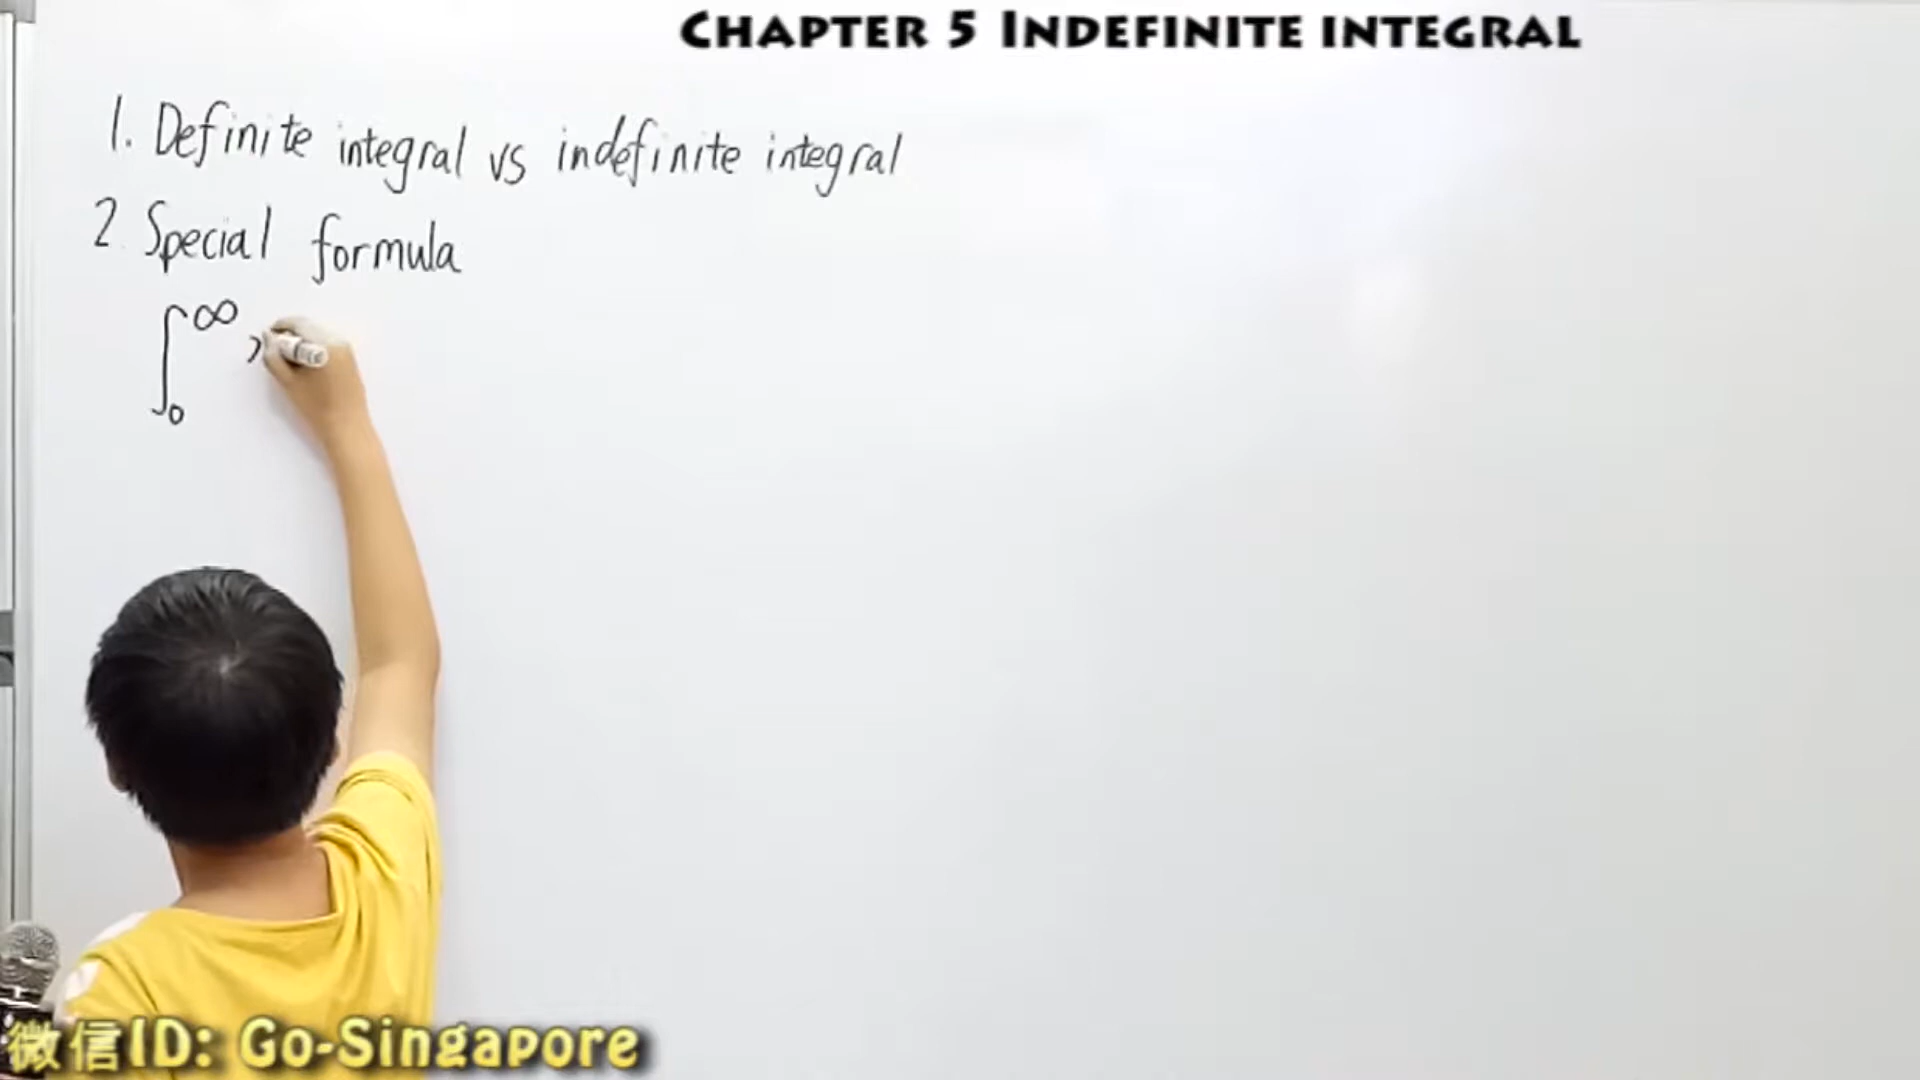 CHAPTER 5 INDEFINITE INTEGRAL
1. Definite integral vs indefinite integral
2. Special formula
∫₀^∞ x
微信ID: Go-Singapore